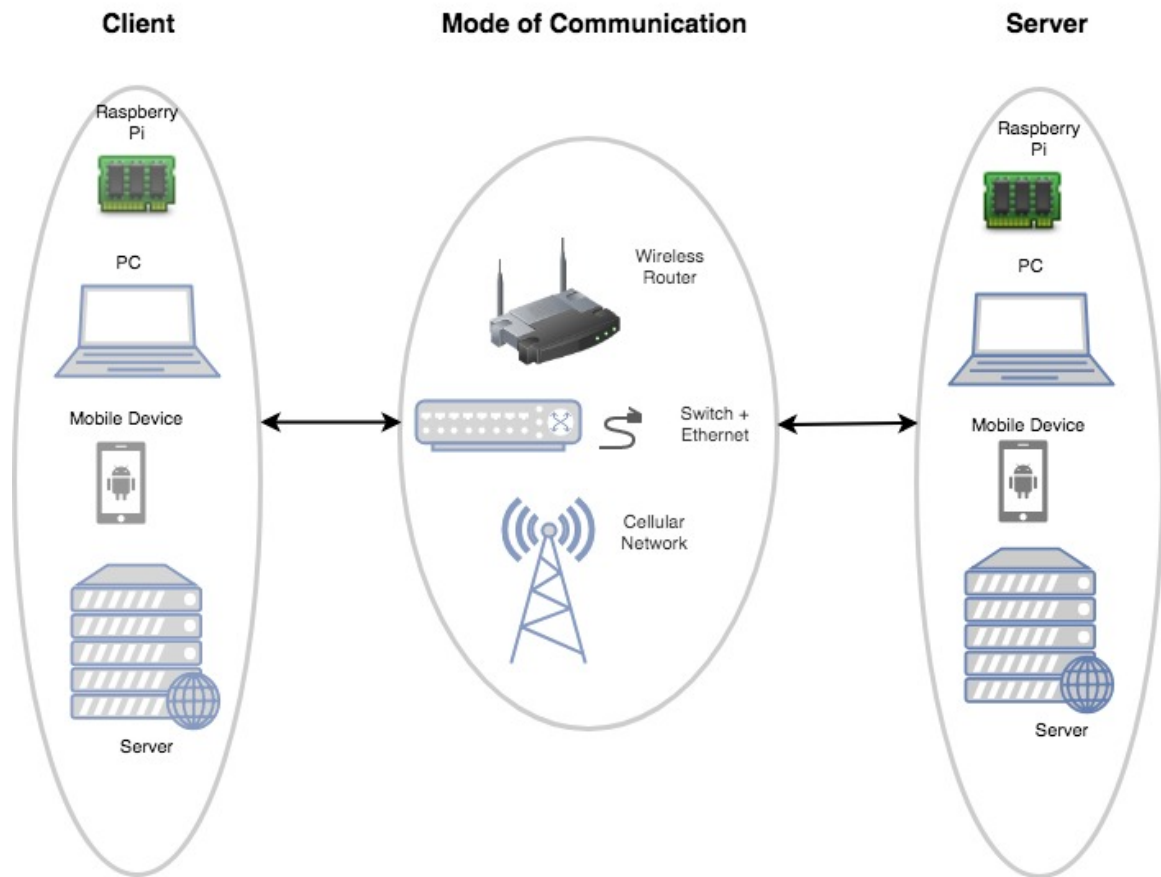 Client
Mode of Communication
Server
Raspberry
Pi
PC
Mobile Device
Server
Wireless
Router
Switch +
Ethernet
Cellular
Network
Raspberry
Pi
PC
Mobile Device
Server